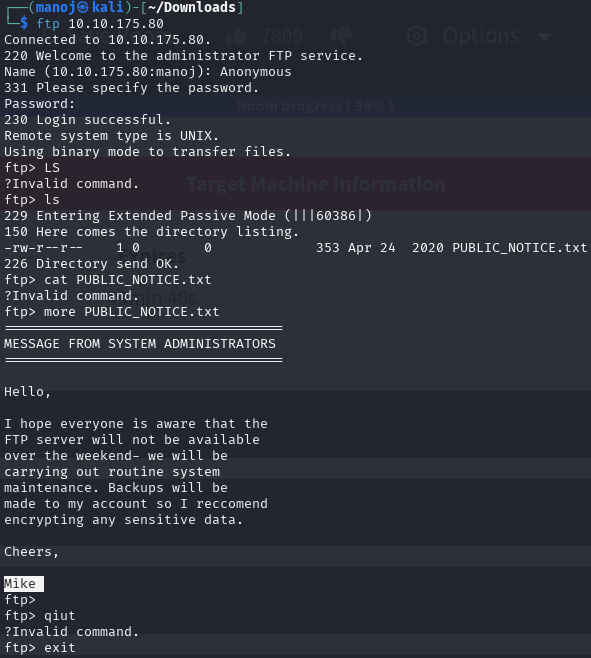 ┌──(manoj㉿kali)-[~/Downloads]
└─$ ftp 10.10.175.80
Connected to 10.10.175.80.
220 Welcome to the administrator FTP service.
Name (10.10.175.80:manoj): Anonymous
331 Please specify the password.
Password:
230 Login successful.
Remote system type is UNIX.
Using binary mode to transfer files.
ftp> LS
?Invalid command.
ftp> ls
229 Entering Extended Passive Mode (|||60386|)
150 Here comes the directory listing.
-rw-r--r--    1 0        0             353 Apr 24  2020 PUBLIC_NOTICE.txt
226 Directory send OK.
ftp> cat PUBLIC_NOTICE.txt
?Invalid command.
ftp> more PUBLIC_NOTICE.txt
===================================
MESSAGE FROM SYSTEM ADMINISTRATORS
===================================
Hello,
I hope everyone is aware that the
FTP server will not be available
over the weekend- we will be
carrying out routine system
maintenance. Backups will be
made to my account so I reccomend
encrypting any sensitive data.
Cheers,
Mike
ftp>
ftp> qiut
?Invalid command.
ftp> exit
7809
Options
Room progress ( 96% )
Target Machine Information
Expires
40s